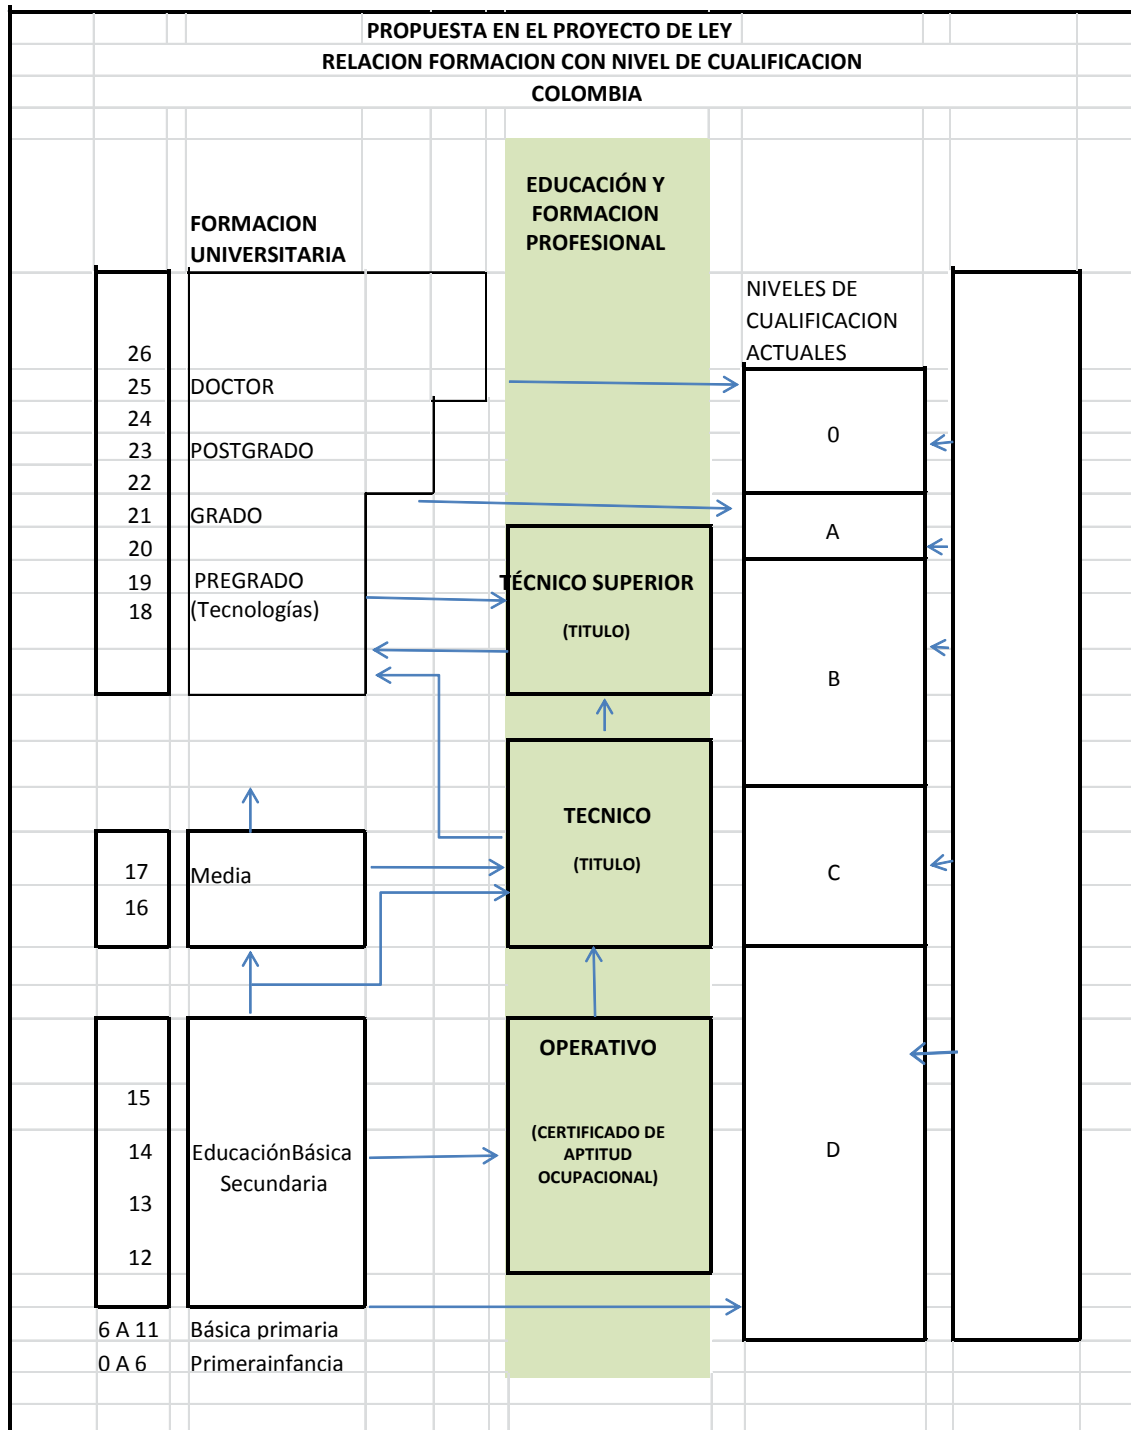 PROPUESTA EN EL PROYECTO DE LEY
RELACION FORMACION CON NIVEL DE CUALIFICACION
COLOMBIA
EDUCACIÓN Y
FORMACION
PROFESIONAL
FORMACION
UNIVERSITARIA
NIVELES DE
CUALIFICACION
ACTUALES
26
25 DOCTOR
24
23 POSTGRADO
22
21 GRADO
20
19 PREGRADO
18 (Tecnologías)
0
A
TÉCNICO SUPERIOR
(TITULO)
B
TECNICO
(TITULO)
17 Media
16
C
OPERATIVO
15
14 EducaciónBásica
Secundaria
13
12
(CERTIFICADO DE
APTITUD
OCUPACIONAL)
D
6 A 11 Básica primaria
0 A 6 Primerainfancia